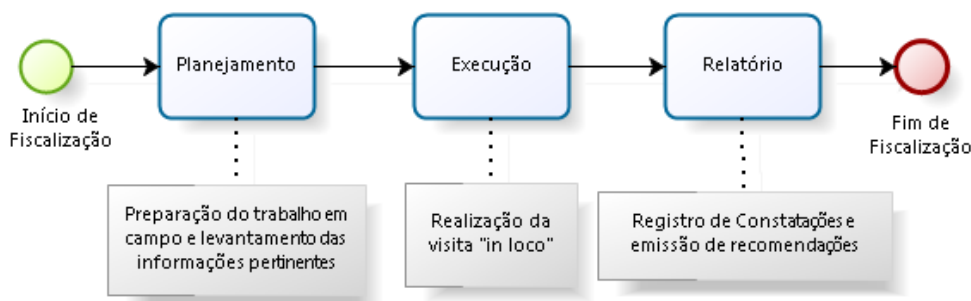 Planejamento
Execução
Relatório
Início de
Fiscalização
Fim de
Fiscalização
Preparação do trabalho em
campo e levantamento das
informações pertinentes
Realização da
visita "in loco"
Registro de Constatações e
emissão de recomendações